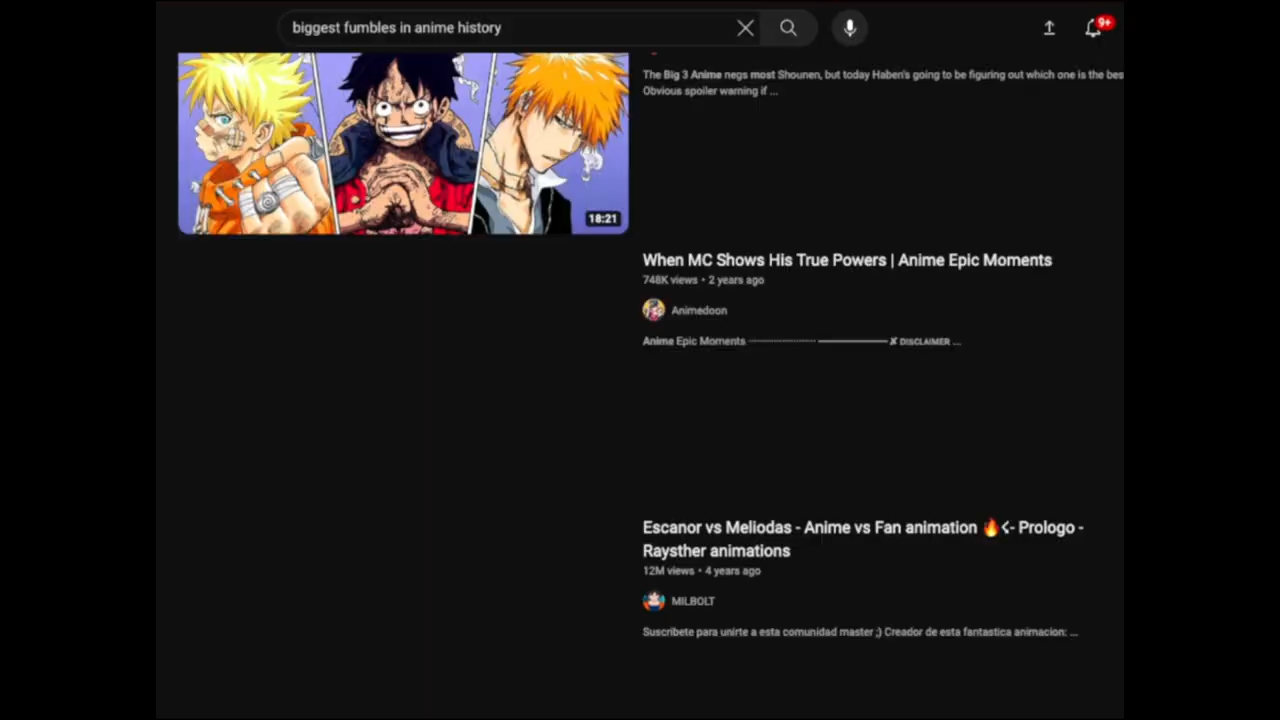 biggest fumbles in anime history
9+
The Big 3 Anime negs most Shounen, but today Haben's going to be figuring out which one is the bes
Obvious spoiler warning if ...
18:21
When MC Shows His True Powers | Anime Epic Moments
748K views • 2 years ago
Animedoon
Anime Epic Moments ┈┈┈┈┈┈┈ ━━━━━━━ ✘ DISCLAIMER ...
Escanor vs Meliodas - Anime vs Fan animation 🔥<- Prologo -
Raysther animations
12M views • 4 years ago
MILBOLT
Suscribete para unirte a esta comunidad master ;) Creador de esta fantastica animacion: ...